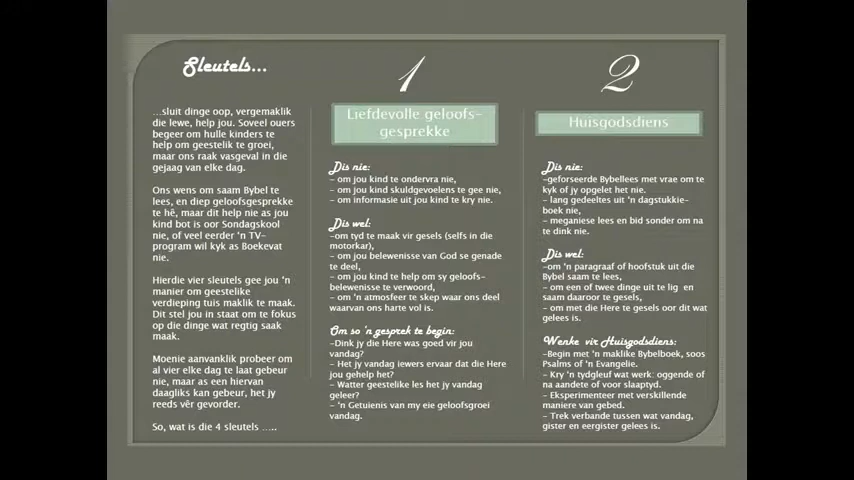 Sleutels...
...sluit dinge oop, vergemaklik
die lewe, help jou. Soveel ouers
begeer om hulle kinders te
help om geestelik te groei,
maar ons raak vasgeval in die
gejaag van elke dag.
Ons wens om saam Bybel te
lees, en diep geloofsgesprekke
te hê, maar dit help nie as jou
kind bot is oor Sondagskool
nie, of veel eerder 'n TV-
program wil kyk as Boekevat
nie.
Hierdie vier sleutels gee jou 'n
manier om geestelike
verdieping tuis maklik te maak.
Dit stel jou in staat om te fokus
op die dinge wat regtig saak
maak.
Moenie aanvanklik probeer om
al vier elke dag te laat gebeur
nie, maar as een hiervan
daagliks kan gebeur, het jy
reeds vêr gevorder.
So, wat is die 4 sleutels .....
1
Liefdevolle geloofs-
gesprekke
Dis nie:
- om jou kind te ondervra nie,
- om jou kind skuldgevoelens te gee nie,
- om informasie uit jou kind te kry nie.
Dis wel:
-om tyd te maak vir gesels (selfs in die
motorkar),
- om jou belewenisse van God se genade
te deel,
- om jou kind te help om sy geloofs-
belewenisse te verwoord,
- om 'n atmosfeer te skep waar ons deel
waarvan ons harte vol is.
Om so 'n gesprek te begin:
-Dink jy die Here was goed vir jou
vandag?
- Het jy vandag iewers ervaar dat die Here
jou gehelp het?
- Watter geestelike les het jy vandag
geleer?
- 'n Getuienis van my eie geloofsgroei
vandag.
2
Huisgodsdiens
Dis nie:
-geforseerde Bybellees met vrae om te
kyk of jy opgelet het nie.
- lang gedeeltes uit 'n dagstukkie-
boek nie,
- meganiese lees en bid sonder om na
te dink nie.
Dis wel:
-om 'n paragraaf of hoofstuk uit die
Bybel saam te lees,
- om een of twee dinge uit te lig en
saam daaroor te gesels,
- om met die Here te gesels oor dit wat
gelees is.
Wenke vir Huisgodsdiens:
-Begin met 'n maklike Bybelboek, soos
Psalms of 'n Evangelie.
- Kry 'n tydgleuf wat werk: oggende of
na aandete of voor slaaptyd.
- Eksperimenteer met verskillende
maniere van gebed.
- Trek verbande tussen wat vandag,
gister en eergister gelees is.